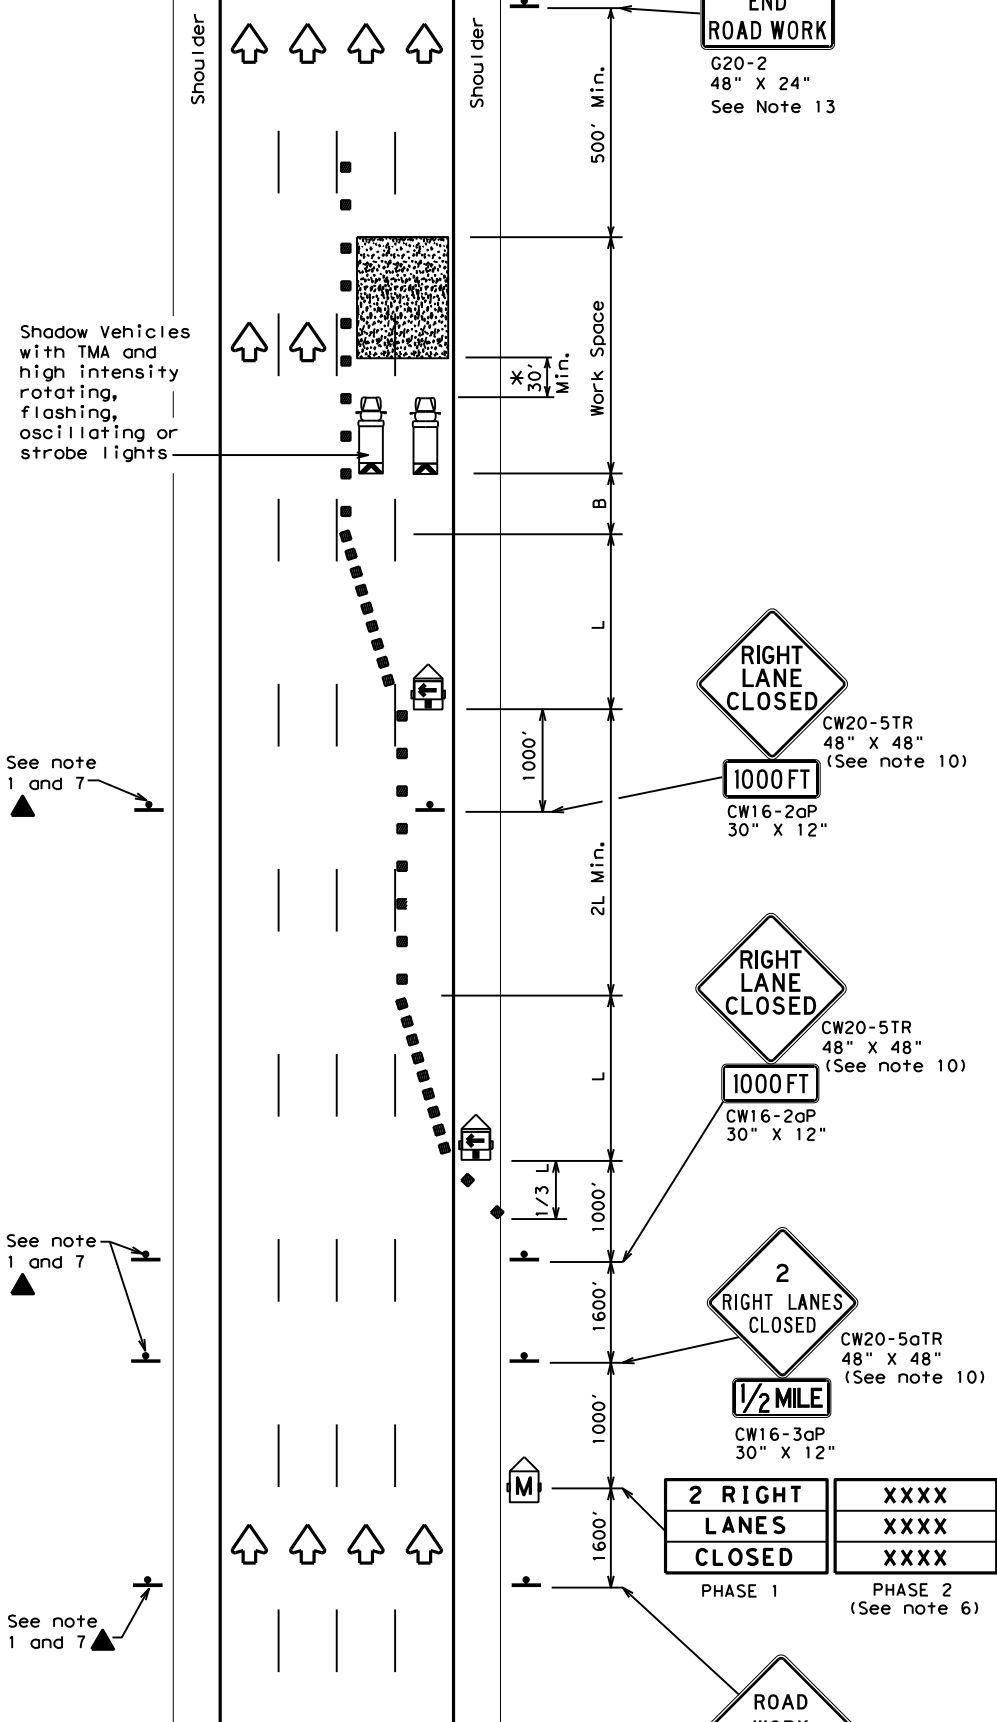 END
ROAD WORK
G20-2
48" X 24"
See Note 13
Shoulder
Shoulder
500' Min.
Shadow Vehicles
with TMA and
high intensity
rotating,
flashing,
oscillating or
strobe lights
*
30'
Min.
Work Space
B
L
RIGHT
LANE
CLOSED
CW20-5TR
48" X 48"
(See note 10)
1000 FT
CW16-2aP
30" X 12"
1000'
See note
1 and 7
2L Min.
RIGHT
LANE
CLOSED
CW20-5TR
48" X 48"
(See note 10)
1000 FT
CW16-2aP
30" X 12"
L
1/3 L
1000'
See note
1 and 7
1600'
2
RIGHT LANES
CLOSED
CW20-5aTR
48" X 48"
(See note 10)
1/2 MILE
CW16-3aP
30" X 12"
1000'
M
2 RIGHT
LANES
CLOSED
PHASE 1
XXXX
XXXX
XXXX
PHASE 2
(See note 6)
1600'
See note
1 and 7
ROAD
WORK